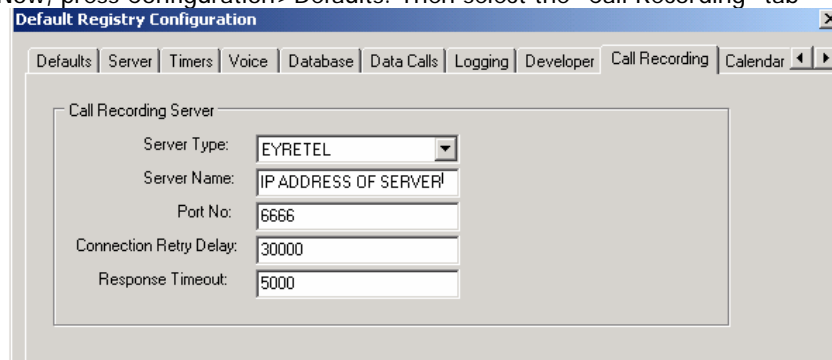 Now, press Configuration> Defaults. Then select the "Call Recording" tab
Default Registry Configuration
Defaults Server Timers Voice Database Data Calls Logging Developer Call Recording Calendar
Call Recording Server
Server Type: EYRETEL
Server Name: IP ADDRESS OF SERVER
Port No: 6666
Connection Retry Delay: 30000
Response Timeout: 5000